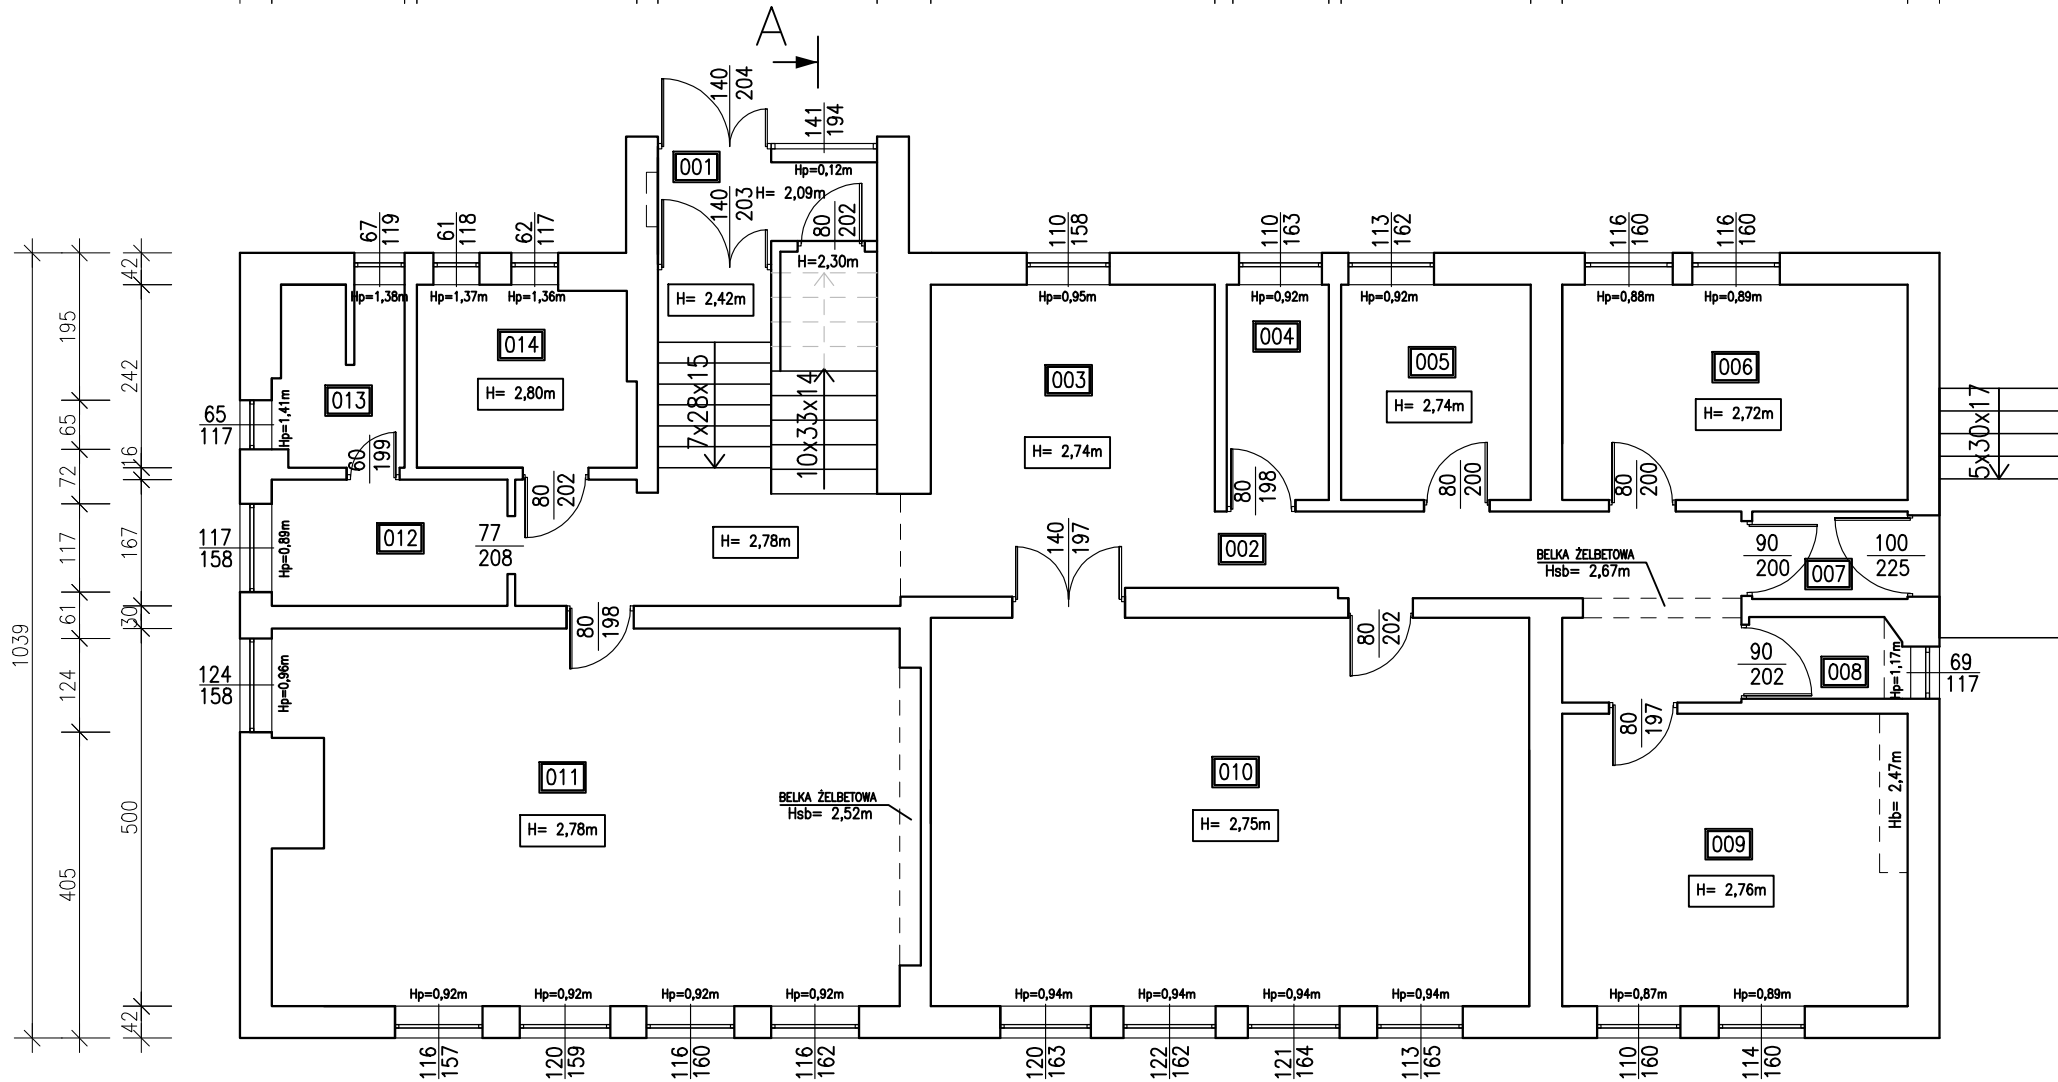 A
140
204
141
194
001
Hp=0,12m
H= 2,09m
140
203
80
202
67
119
61
118
62
117
110
158
110
163
113
162
116
160
116
160
Hp=1,38m
Hp=1,37m
Hp=1,36m
H= 2,42m
H=2,30m
Hp=0,95m
Hp=0,92m
Hp=0,92m
Hp=0,88m
Hp=0,89m
42
195
242
1039
014
H= 2,80m
013
Hp=1,41m
65
117
60
199
7x28x15
10x33x14
003
H= 2,74m
004
005
H= 2,74m
006
H= 2,72m
5x30x17
65
72
16
80
202
80
198
80
200
80
200
117
158
Hp=0,89m
012
77
208
H= 2,78m
140
197
002
BELKA ŻELBETOWA
Hsb= 2,67m
90
200
007
100
225
117
167
61
30
80
198
80
202
90
202
008
Hp=1,17m
69
117
124
158
Hp=0,96m
124
80
197
011
H= 2,78m
BELKA ŻELBETOWA
Hsb= 2,52m
010
H= 2,75m
009
H= 2,76m
Hb= 2,47m
500
405
42
Hp=0,92m
Hp=0,92m
Hp=0,92m
Hp=0,92m
Hp=0,94m
Hp=0,94m
Hp=0,94m
Hp=0,94m
Hp=0,87m
Hp=0,89m
116
157
120
159
116
160
116
162
120
163
122
162
121
164
113
165
110
160
114
160